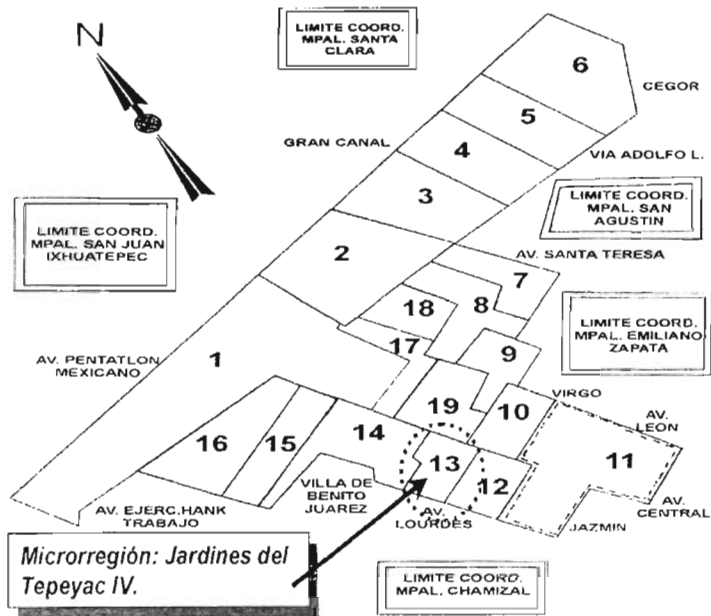 N
LIMITE COORD.
MPAL. SANTA
CLARA
6
CEGOR
5
GRAN CANAL
4
VIA ADOLFO L.
3
LIMITE COORD.
MPAL. SAN
AGUSTIN
LIMITE COORD.
MPAL. SAN JUAN
IXHUATEPEC
2
AV. SANTA TERESA
7
8
18
LIMITE COORD.
MPAL. EMILIANO
ZAPATA
17
9
AV. PENTATLON
MEXICANO
1
VIRGO
19
10
AV.
LEON
16
15
14
13
12
11
VILLA DE
BENITO
JUAREZ
AV.
CENTRAL
AV. EJERC.HANK
TRABAJO
AV.
LOURDES
JAZMIN
Microrregión: Jardines del
Tepeyac IV.
LIMITE COORD.
MPAL. CHAMIZAL